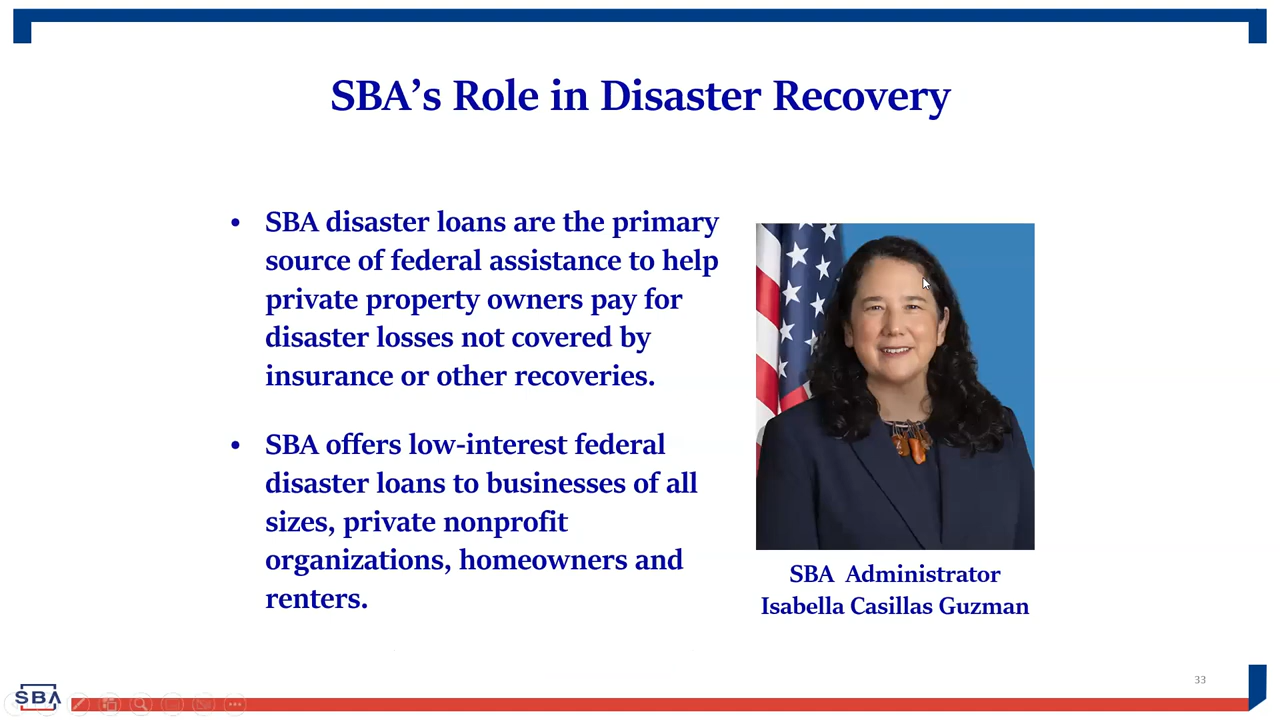 SBA’s Role in Disaster Recovery
• SBA disaster loans are the primary
source of federal assistance to help
private property owners pay for
disaster losses not covered by
insurance or other recoveries.
• SBA offers low-interest federal
disaster loans to businesses of all
sizes, private nonprofit
organizations, homeowners and
renters.
SBA Administrator
Isabella Casillas Guzman
33
SBA